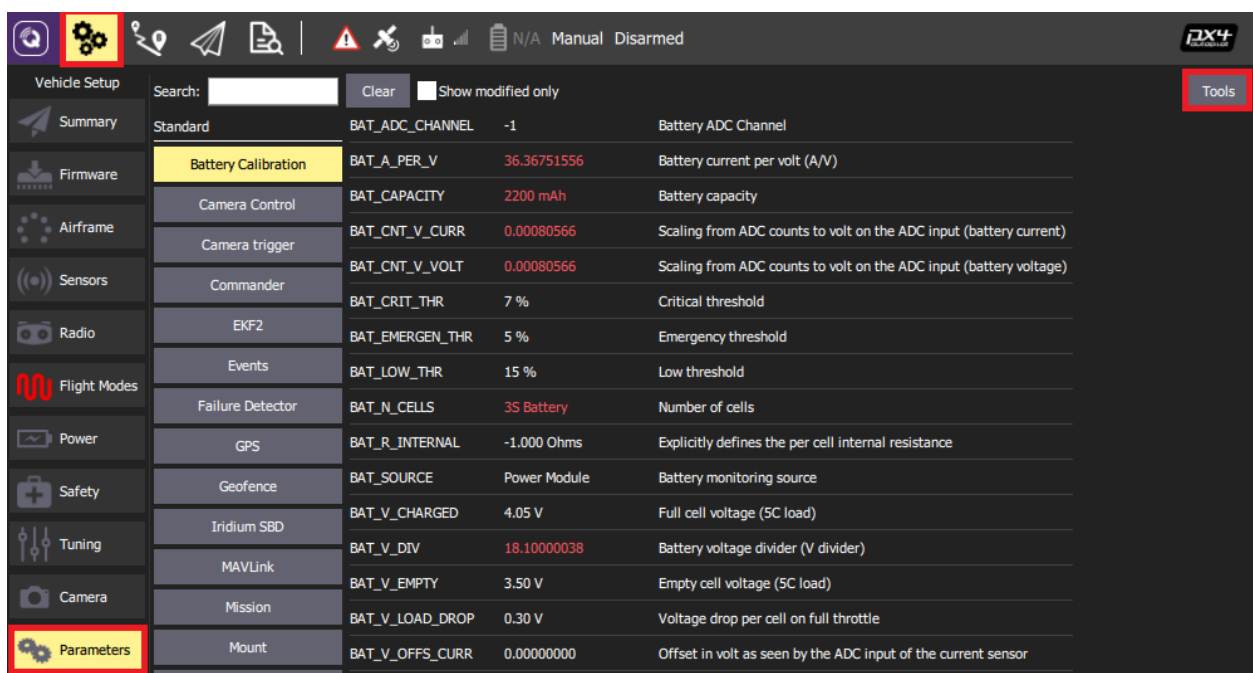 N/A Manual Disarmed
PX4
autopilot
Vehicle Setup
Summary
Firmware
Airframe
Sensors
Radio
Flight Modes
Power
Safety
Tuning
Camera
Parameters
Search: Clear Show modified only Tools
Standard
Battery Calibration
Camera Control
Camera trigger
Commander
EKF2
Events
Failure Detector
GPS
Geofence
Iridium SBD
MAVLink
Mission
Mount
BAT_ADC_CHANNEL -1 Battery ADC Channel
BAT_A_PER_V 36.36751556 Battery current per volt (A/V)
BAT_CAPACITY 2200 mAh Battery capacity
BAT_CNT_V_CURR 0.00080566 Scaling from ADC counts to volt on the ADC input (battery current)
BAT_CNT_V_VOLT 0.00080566 Scaling from ADC counts to volt on the ADC input (battery voltage)
BAT_CRIT_THR 7 % Critical threshold
BAT_EMERGEN_THR 5 % Emergency threshold
BAT_LOW_THR 15 % Low threshold
BAT_N_CELLS 3S Battery Number of cells
BAT_R_INTERNAL -1.000 Ohms Explicitly defines the per cell internal resistance
BAT_SOURCE Power Module Battery monitoring source
BAT_V_CHARGED 4.05 V Full cell voltage (5C load)
BAT_V_DIV 18.10000038 Battery voltage divider (V divider)
BAT_V_EMPTY 3.50 V Empty cell voltage (5C load)
BAT_V_LOAD_DROP 0.30 V Voltage drop per cell on full throttle
BAT_V_OFFS_CURR 0.00000000 Offset in volt as seen by the ADC input of the current sensor